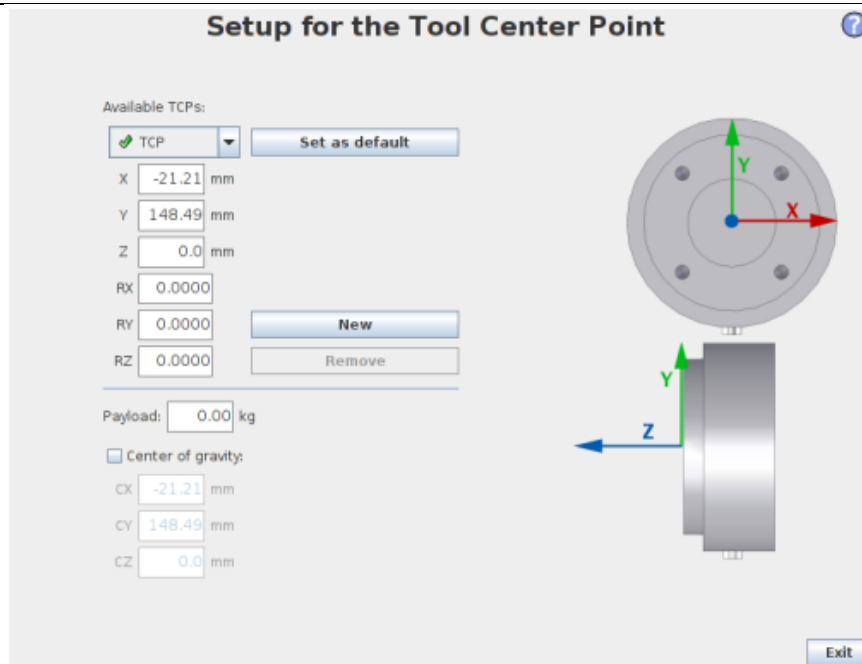 Setup for the Tool Center Point
?
Available TCPs:
TCP
Set as default
X -21.21 mm
Y 148.49 mm
Z 0.0 mm
RX 0.0000
RY 0.0000
New
RZ 0.0000
Remove
Payload: 0.00 kg
Center of gravity:
CX -21.21 mm
CY 148.49 mm
CZ 0.0 mm
Y
X
Y
Z
Exit